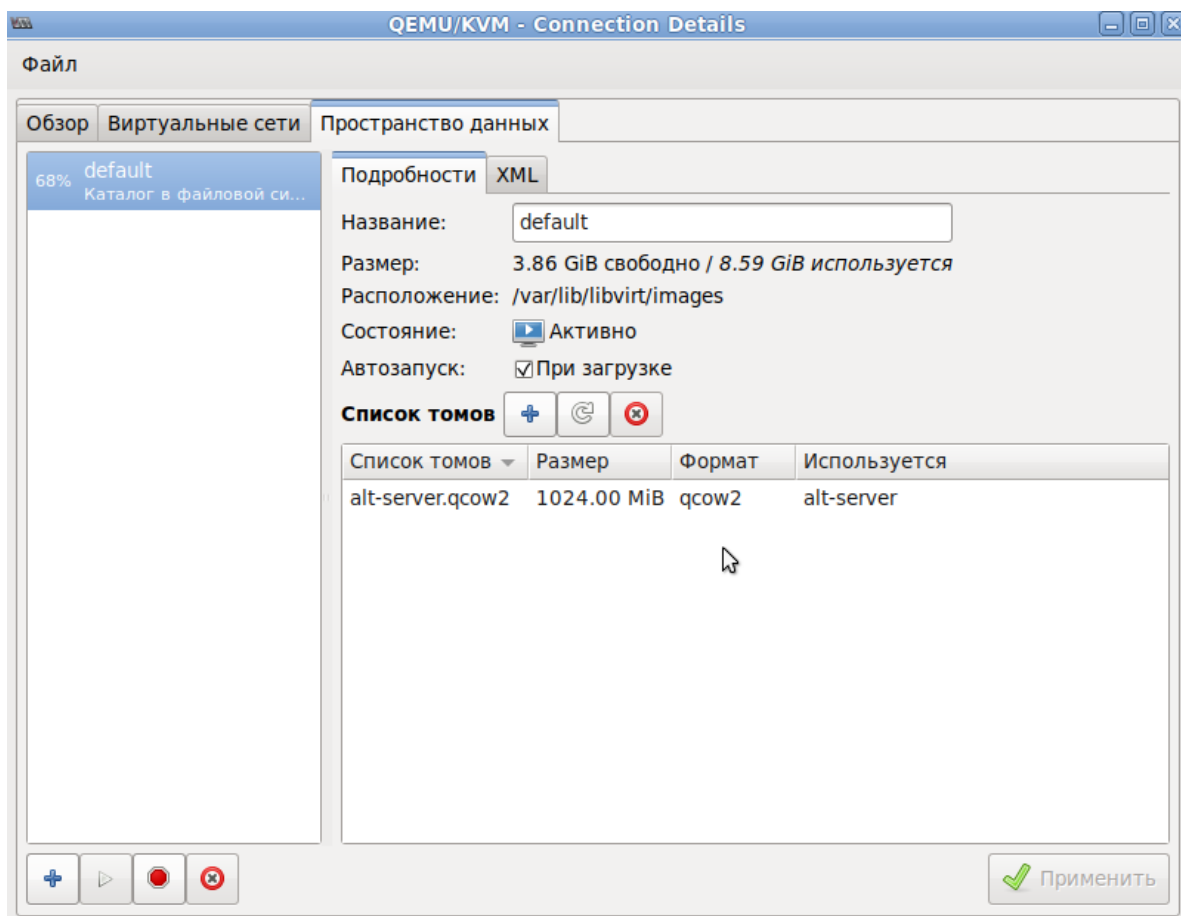 QEMU/KVM - Connection Details
Файл
Обзор Виртуальные сети Пространство данных
68% default
Каталог в файловой си...
Подробности XML
Название: default
Размер: 3.86 GiB свободно / 8.59 GiB используется
Расположение: /var/lib/libvirt/images
Состояние: Активно
Автозапуск: При загрузке
Список томов
Список томов Размер Формат Используется
alt-server.qcow2 1024.00 MiB qcow2 alt-server
Применить